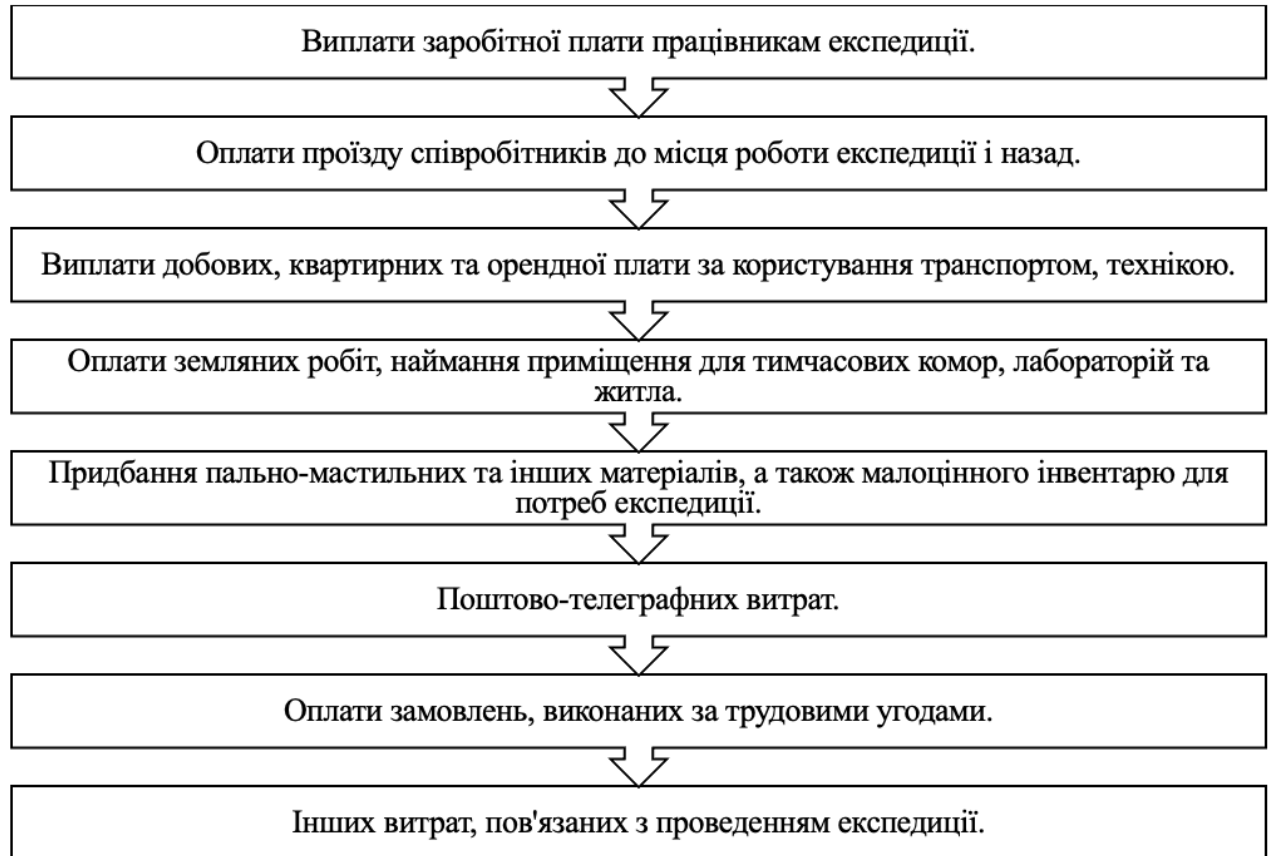 Виплати заробітної плати працівникам експедиції.
Оплати проїзду співробітників до місця роботи експедиції і назад.
Виплати добових, квартирних та орендної плати за користування транспортом, технікою.
Оплати земляних робіт, наймання приміщення для тимчасових комор, лабораторій та
житла.
Придбання пально-мастильних та інших матеріалів, а також малоцінного інвентарю для
потреб експедиції.
Поштово-телеграфних витрат.
Оплати замовлень, виконаних за трудовими угодами.
Інших витрат, пов'язаних з проведенням експедиції.